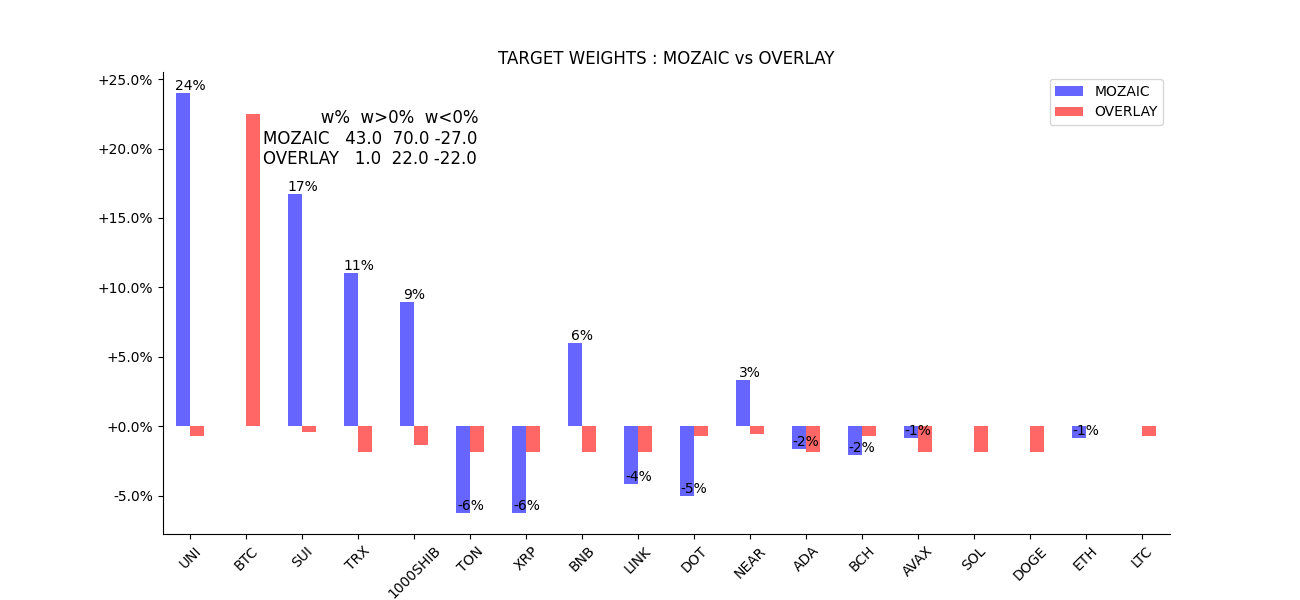 TARGET WEIGHTS : MOZAIC vs OVERLAY
+25.0%
+20.0%
+15.0%
+10.0%
+5.0%
+0.0%
-5.0%
24%
w% w>0% w<0%
MOZAIC 43.0 70.0 -27.0
OVERLAY 1.0 22.0 -22.0
17%
11%
9%
-6%
-6%
6%
-4%
-5%
3%
-2%
-2%
-1%
-1%
MOZAIC
OVERLAY
UNI
BTC
SUI
TRX
1000SHIB
TON
XRP
BNB
LINK
DOT
NEAR
ADA
BCH
AVAX
SOL
DOGE
ETH
LTC